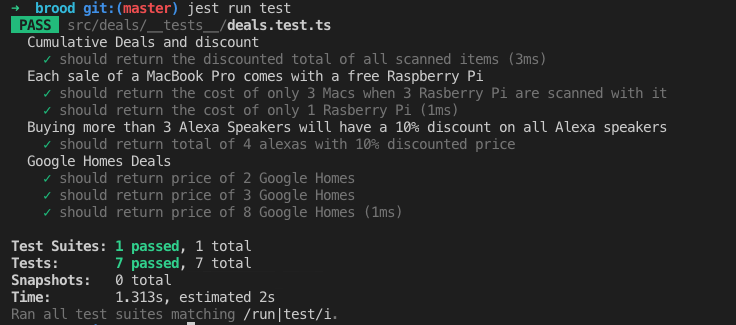 ➜  brood git:(master) jest run test
PASS src/deals/__tests__/deals.test.ts
Cumulative Deals and discount
✓ should return the discounted total of all scanned items (3ms)
Each sale of a MacBook Pro comes with a free Raspberry Pi
✓ should return the cost of only 3 Macs when 3 Rasberry Pi are scanned with it
✓ should return the cost of only 1 Rasberry Pi (1ms)
Buying more than 3 Alexa Speakers will have a 10% discount on all Alexa speakers
✓ should return total of 4 alexas with 10% discounted price
Google Homes Deals
✓ should return price of 2 Google Homes
✓ should return price of 3 Google Homes
✓ should return price of 8 Google Homes (1ms)
Test Suites: 1 passed, 1 total
Tests: 7 passed, 7 total
Snapshots: 0 total
Time: 1.313s, estimated 2s
Ran all test suites matching /run|test/i.